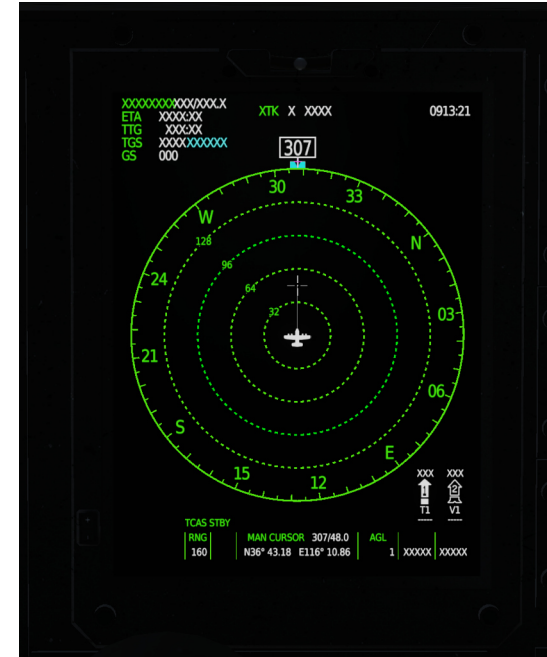 XXXXXXXXXXX/XXX.X
ETA XXXX:XX
TTG XXX:XX
TGS XXXXXXXXXX
GS 000
XTK X XXXX
0913:21
307
30
33
W
N
128
96
24
64
32
03
21
06
S
E
15
12
XXX XXX
1 2
T1 V1
----- -----
TCAS STBY
RNG MAN CURSOR 307/48.0 AGL
160 N36° 43.18 E116° 10.86 1 XXXXX XXXXX